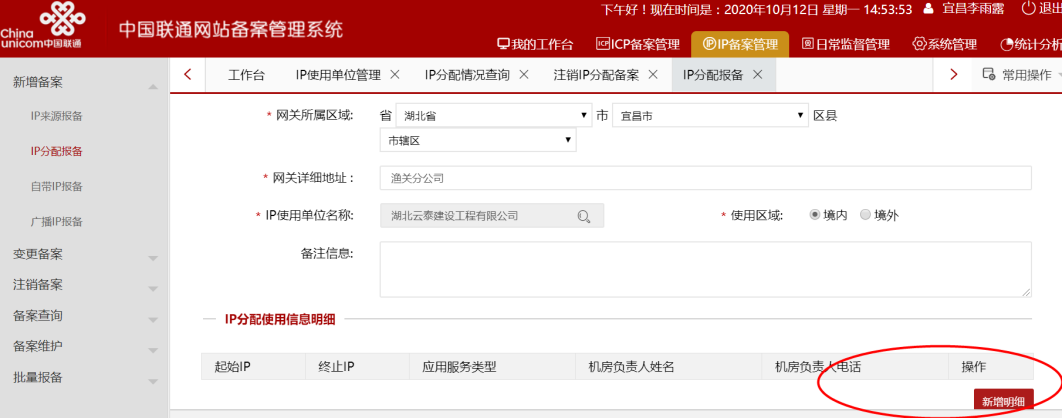 下午好！现在时间是：2020年10月12日 星期一 14:53:53 宜昌李雨露 退出
China unicom中国联通
中国联通网站备案管理系统
我的工作台 ICP备案管理 IP备案管理 日常监督管理 系统管理 统计分析
新增备案
IP来源报备
IP分配报备
自带IP报备
广播IP报备
变更备案
注销备案
备案查询
备案维护
批量报备
工作台 IP使用单位管理 IP分配情况查询 注销IP分配备案 IP分配报备 常用操作
* 网关所属区域: 省 湖北省 市 宜昌市 区县
市辖区
* 网关详细地址： 渔关分公司
* IP使用单位名称: 湖北云泰建设工程有限公司 * 使用区域: 境内 境外
备注信息:
IP分配使用信息明细
起始IP 终止IP 应用服务类型 机房负责人姓名 机房负责人电话 操作
新增明细